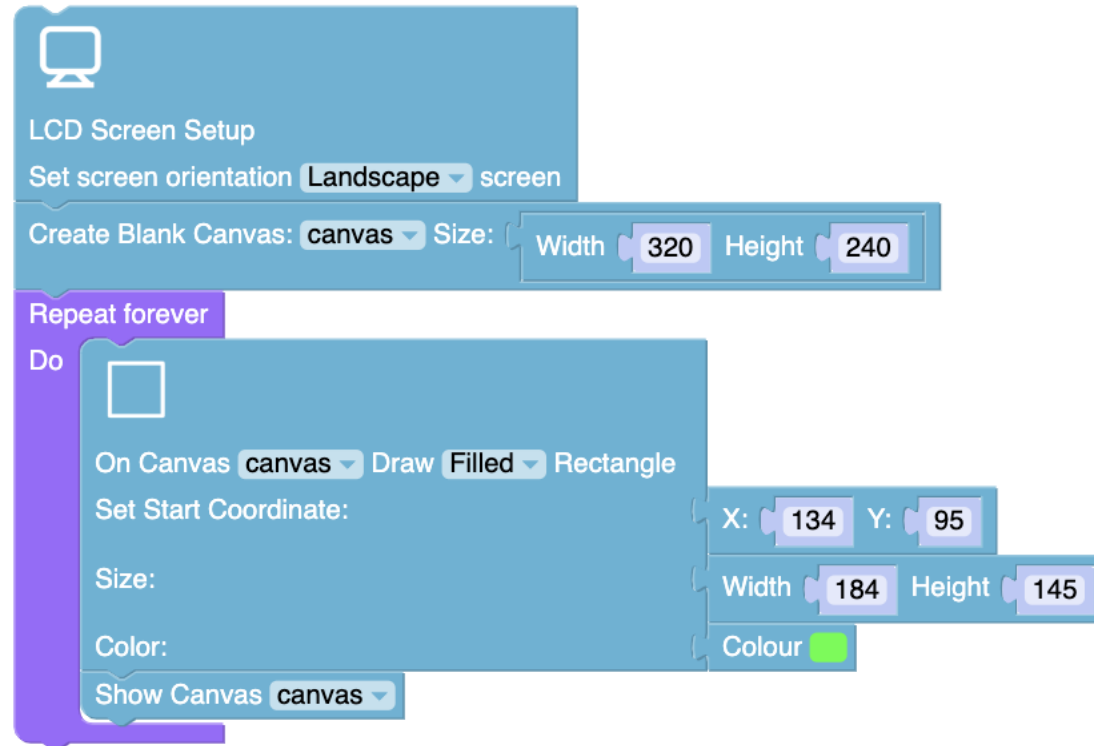 LCD Screen Setup
Set screen orientation Landscape screen
Create Blank Canvas: canvas Size: Width 320 Height 240
Repeat forever
Do
On Canvas canvas Draw Filled Rectangle
Set Start Coordinate: X: 134 Y: 95
Size: Width 184 Height 145
Color: Colour
Show Canvas canvas